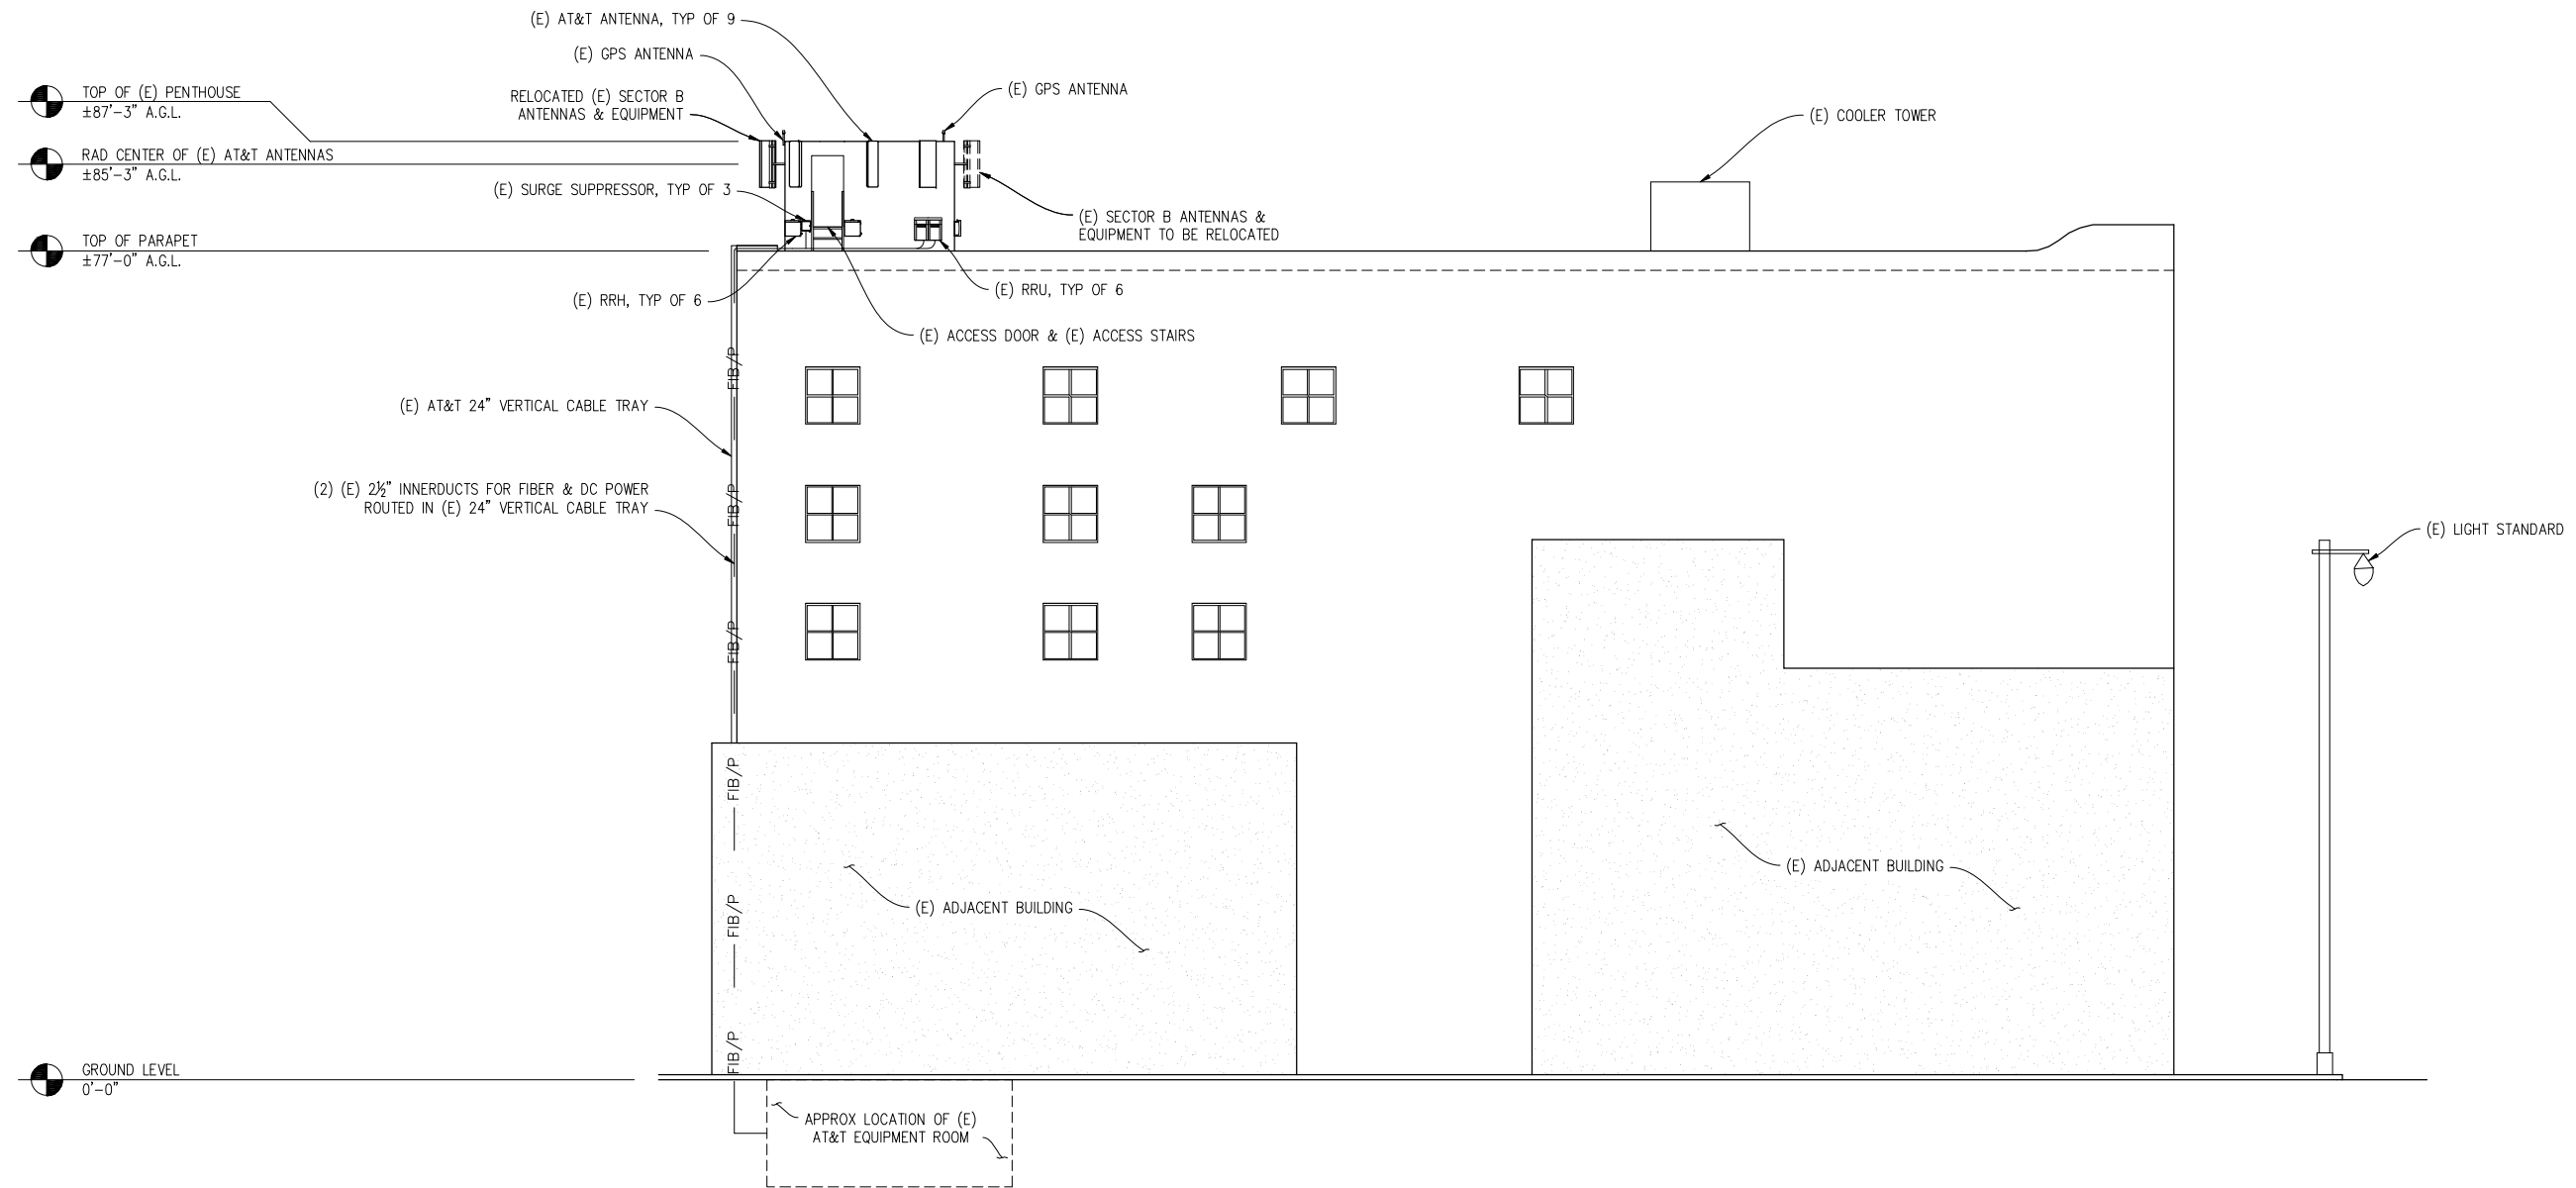 (E) AT&T ANTENNA, TYP OF 9
(E) GPS ANTENNA
TOP OF (E) PENTHOUSE
±87'-3" A.G.L.
RELOCATED (E) SECTOR B
ANTENNAS & EQUIPMENT
(E) GPS ANTENNA
(E) COOLER TOWER
RAD CENTER OF (E) AT&T ANTENNAS
±85'-3" A.G.L.
(E) SURGE SUPPRESSOR, TYP OF 3
(E) SECTOR B ANTENNAS &
EQUIPMENT TO BE RELOCATED
TOP OF PARAPET
±77'-0" A.G.L.
(E) RRH, TYP OF 6
(E) RRU, TYP OF 6
(E) ACCESS DOOR & (E) ACCESS STAIRS
FIB/P
(E) AT&T 24" VERTICAL CABLE TRAY
(2) (E) 2½" INNERDUCTS FOR FIBER & DC POWER
ROUTED IN (E) 24" VERTICAL CABLE TRAY
FIB/P
(E) LIGHT STANDARD
FIB/P
FIB/P
(E) ADJACENT BUILDING
(E) ADJACENT BUILDING
FIB/P
FIB/P
GROUND LEVEL
0'-0"
APPROX LOCATION OF (E)
AT&T EQUIPMENT ROOM